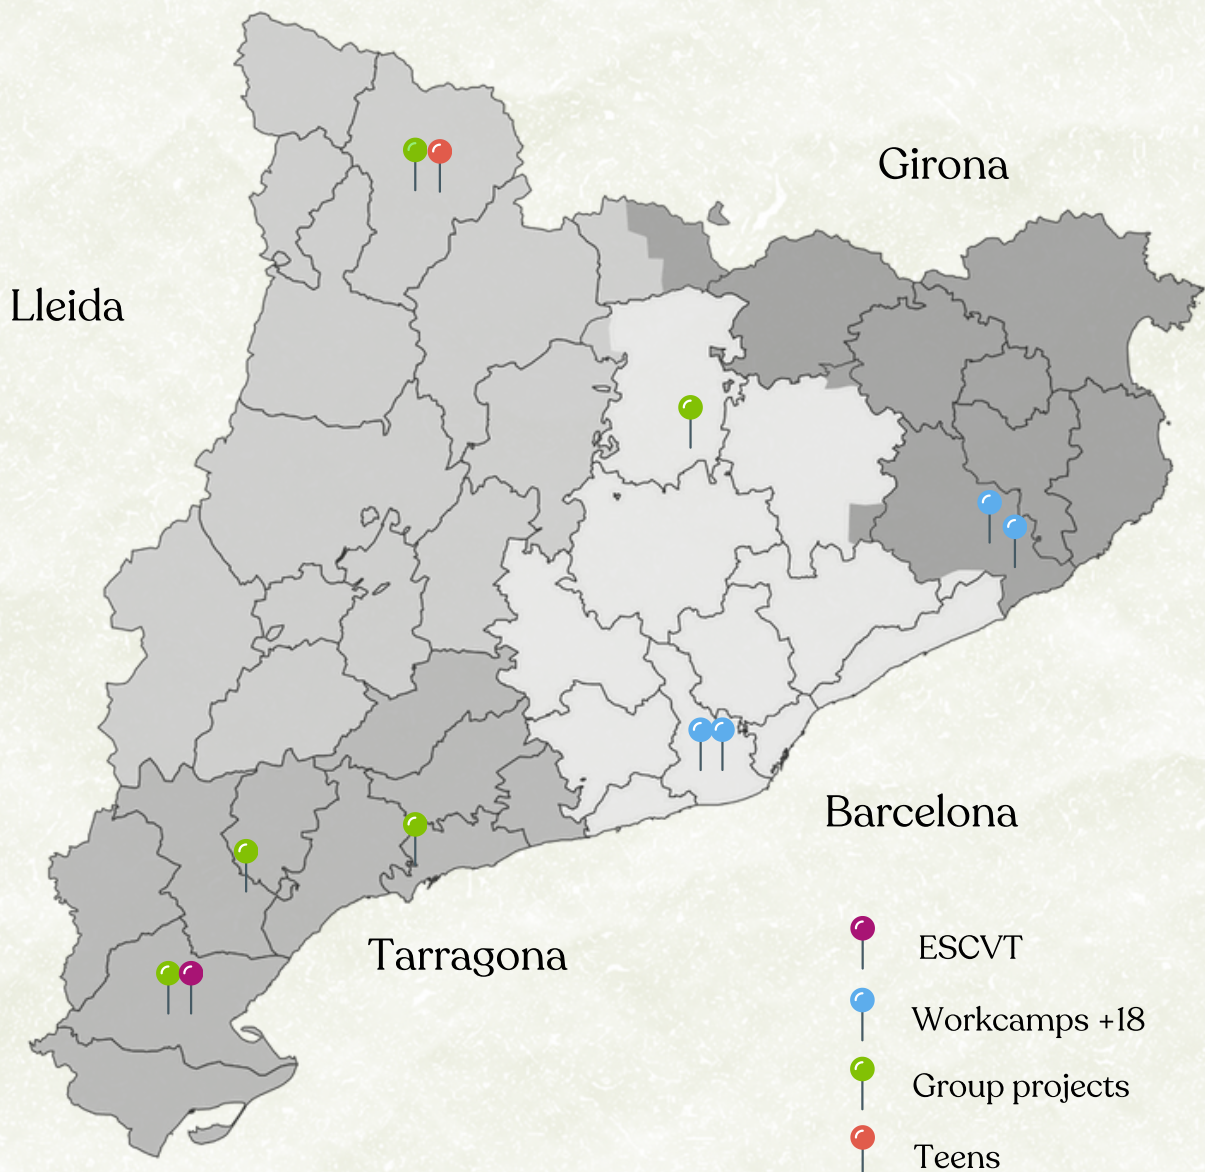 Girona
Lleida
Barcelona
Tarragona
ESCVT
Workcamps +18
Group projects
Teens